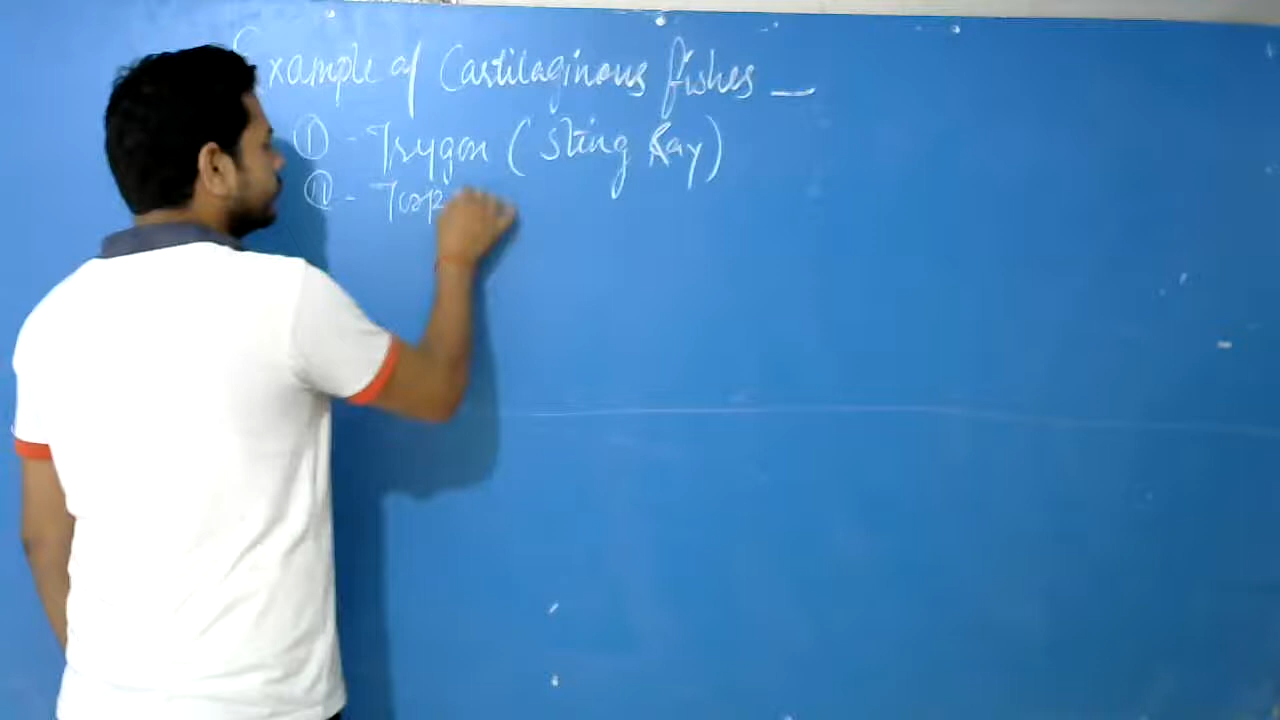 Example of Cartilaginous fishes —
① - Trygon (Sting Ray)
② - Torp